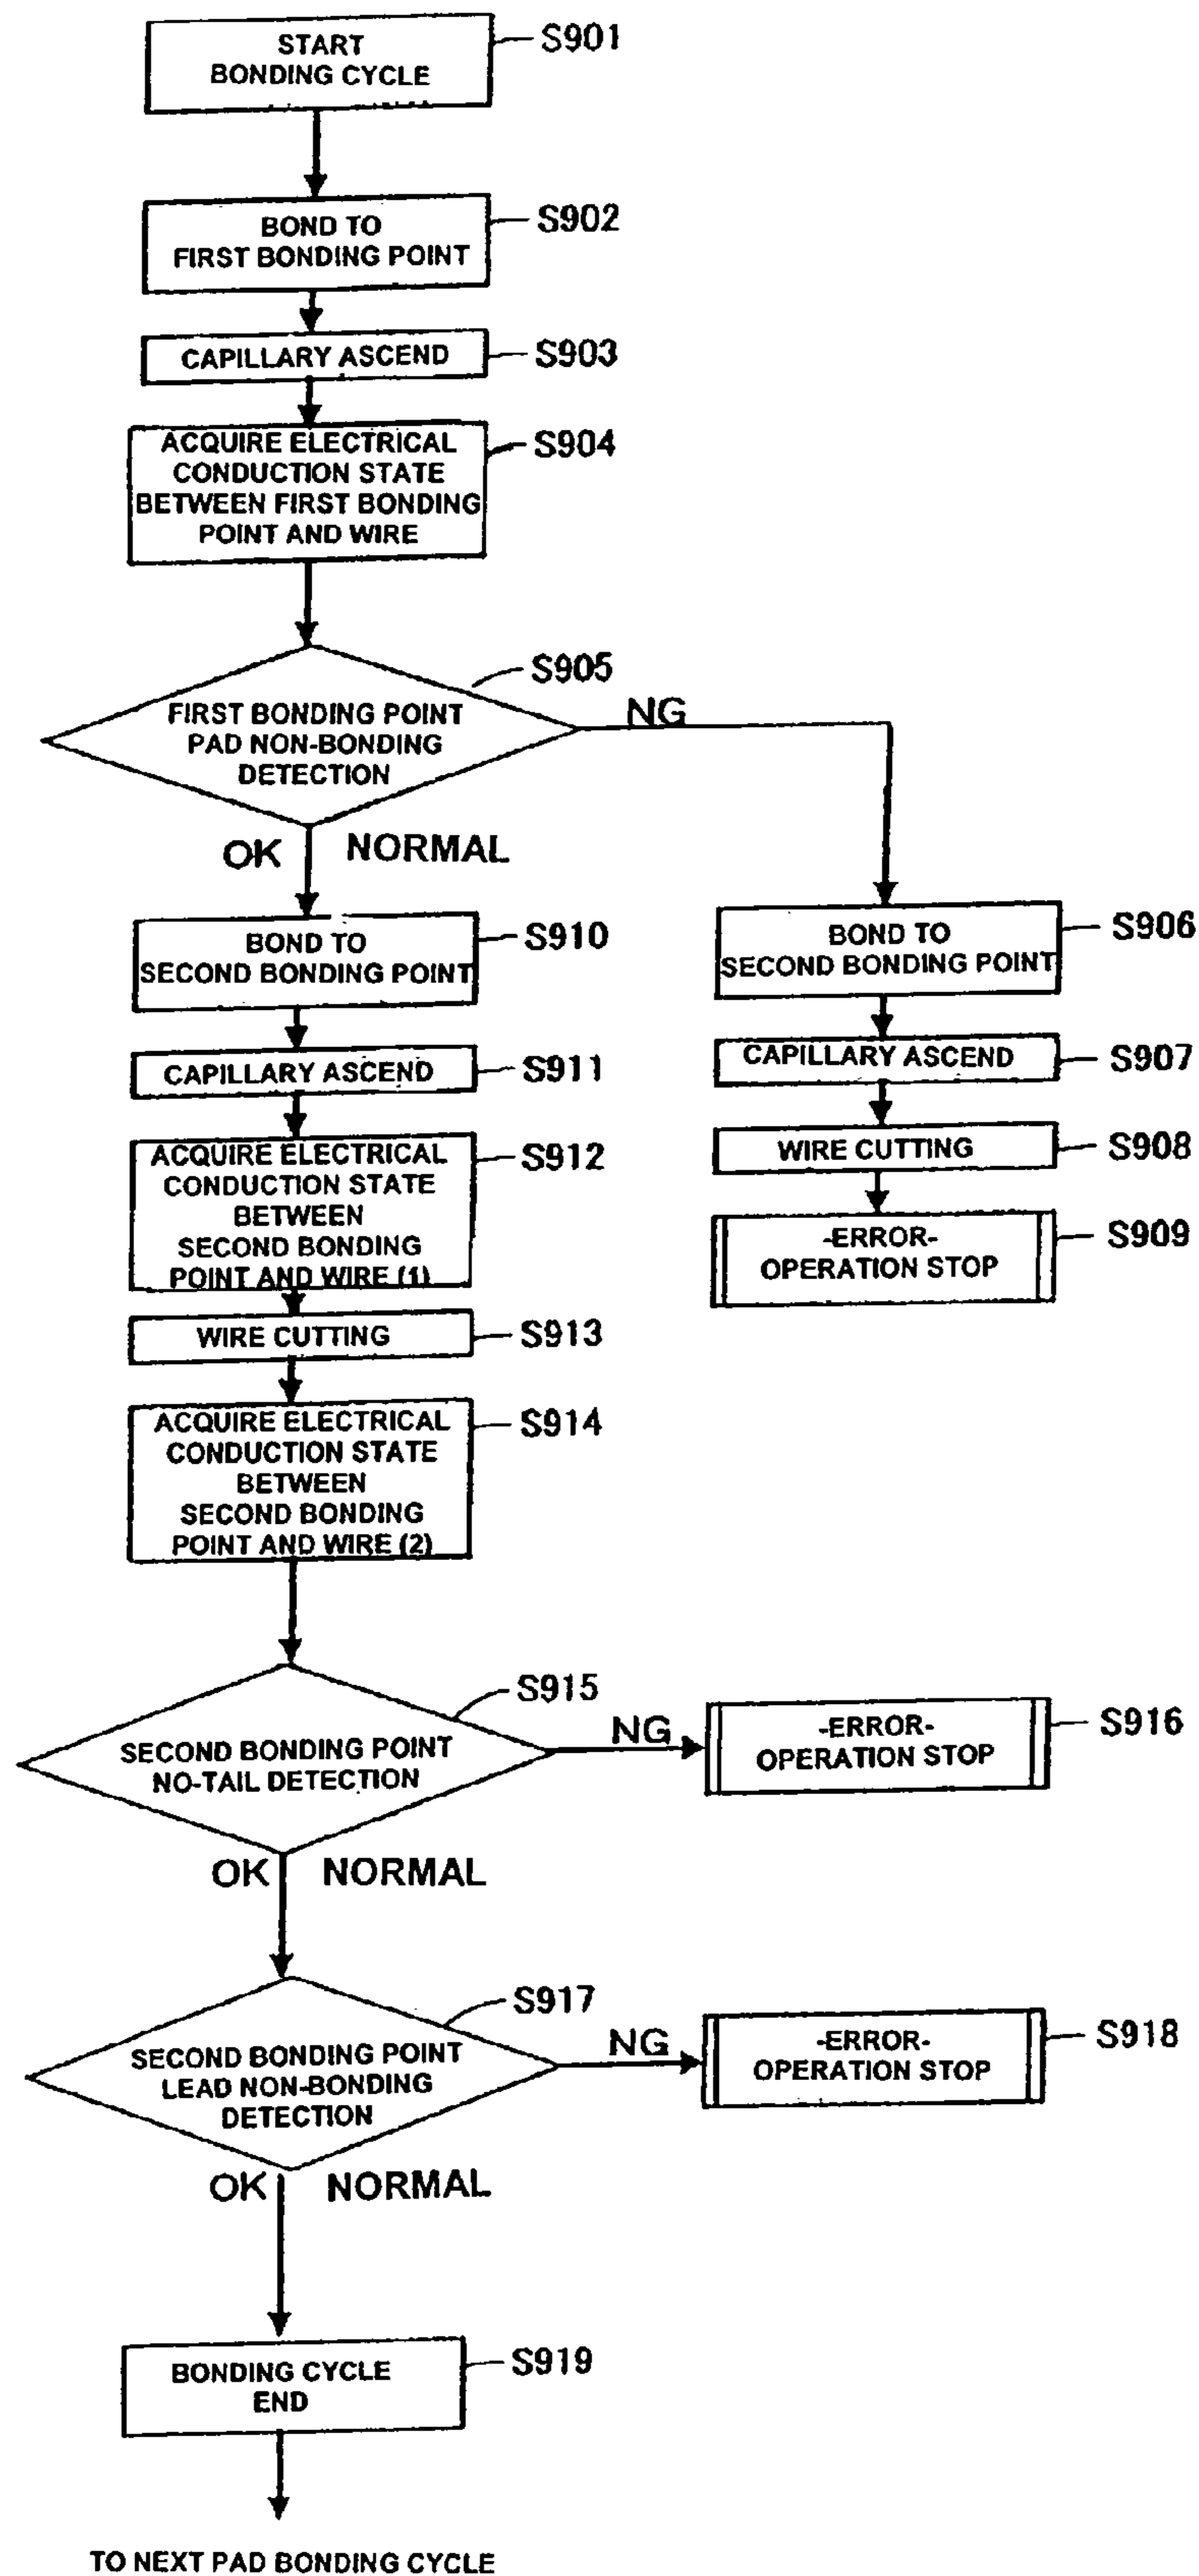 START
BONDING CYCLE
S901
BOND TO
FIRST BONDING POINT
S902
CAPILLARY ASCEND
S903
ACQUIRE ELECTRICAL
CONDUCTION STATE
BETWEEN FIRST BONDING
POINT AND WIRE
S904
FIRST BONDING POINT
PAD NON-BONDING
DETECTION
S905
NG
OK NORMAL
BOND TO
SECOND BONDING POINT
S906
CAPILLARY ASCEND
S907
WIRE CUTTING
S908
-ERROR-
OPERATION STOP
S909
BOND TO
SECOND BONDING POINT
S910
CAPILLARY ASCEND
S911
ACQUIRE ELECTRICAL
CONDUCTION STATE
BETWEEN
SECOND BONDING
POINT AND WIRE (1)
S912
WIRE CUTTING
S913
ACQUIRE ELECTRICAL
CONDUCTION STATE
BETWEEN
SECOND BONDING
POINT AND WIRE (2)
S914
SECOND BONDING POINT
NO-TAIL DETECTION
S915
NG
-ERROR-
OPERATION STOP
S916
OK NORMAL
SECOND BONDING POINT
LEAD NON-BONDING
DETECTION
S917
NG
-ERROR-
OPERATION STOP
S918
OK NORMAL
BONDING CYCLE
END
S919
TO NEXT PAD BONDING CYCLE